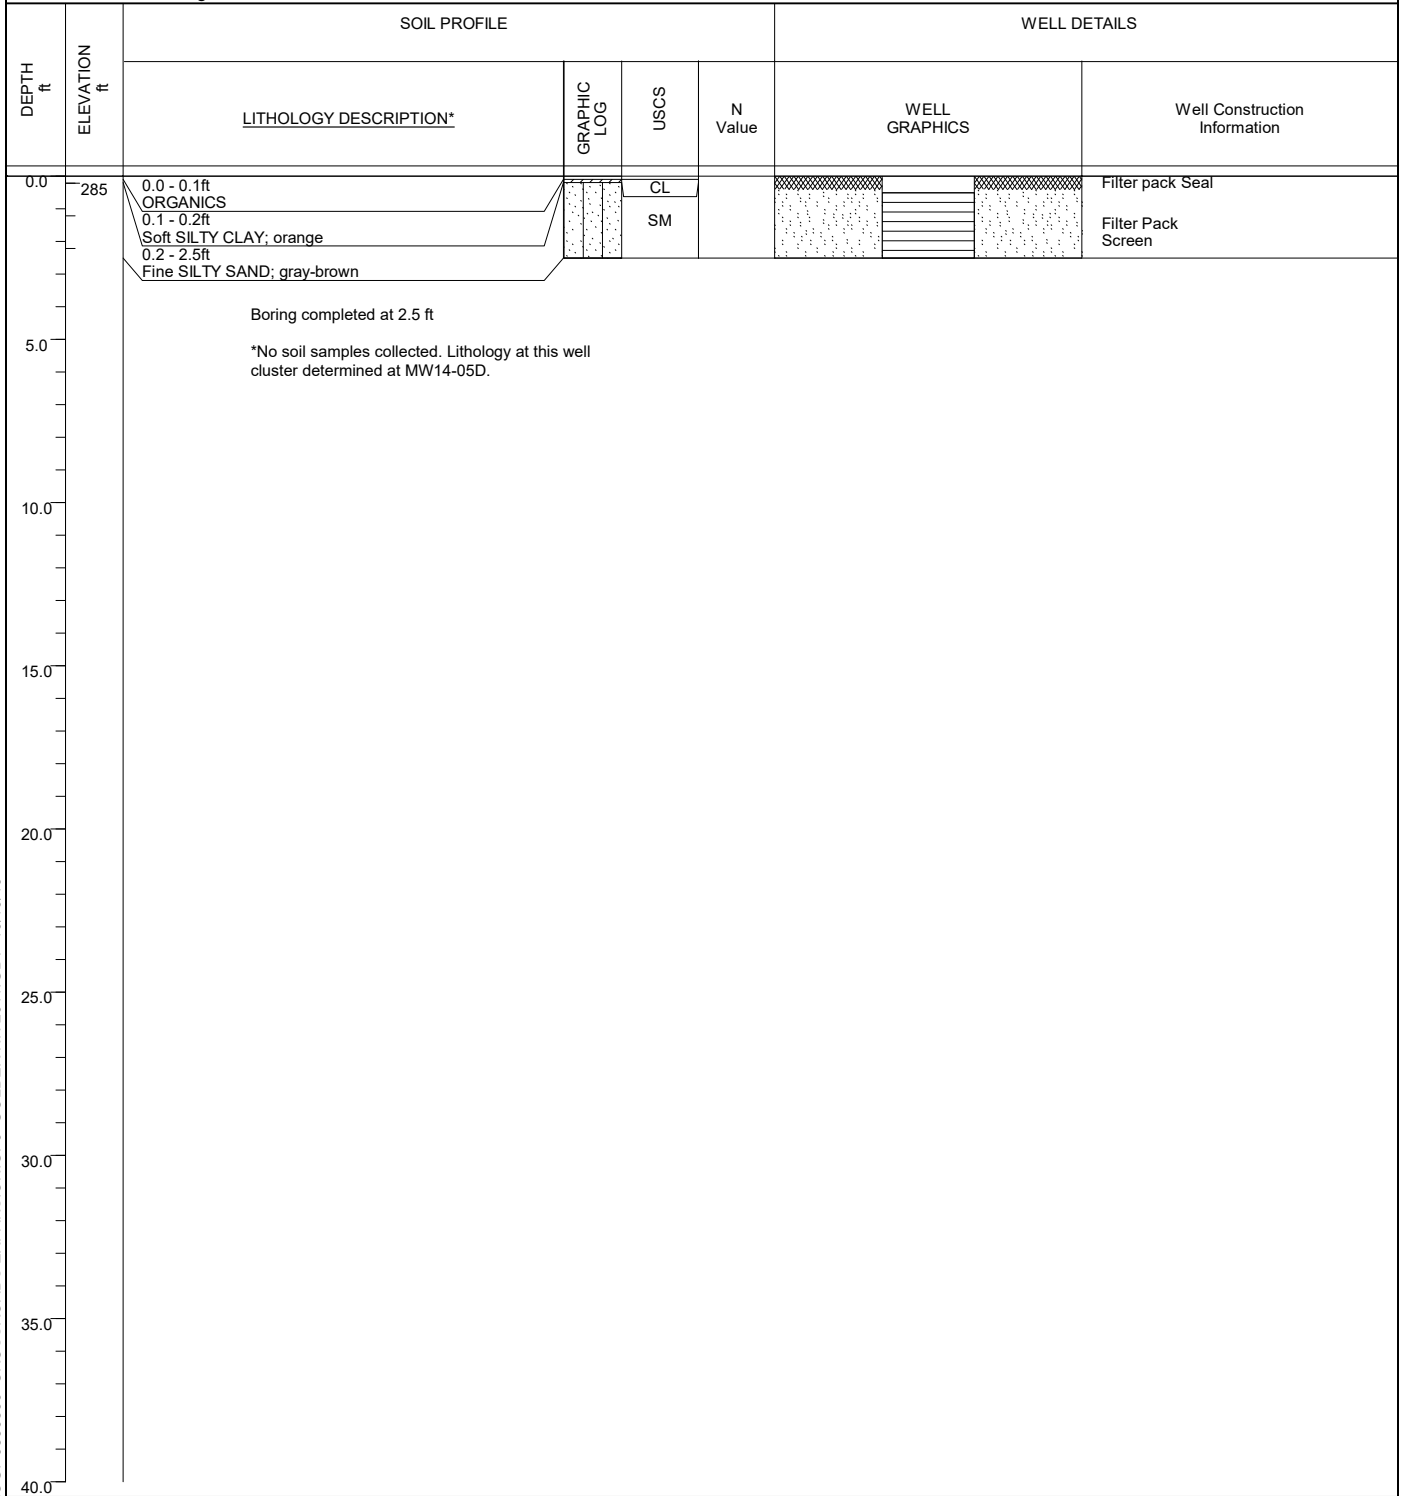 SOIL PROFILE
WELL DETAILS
DEPTH
ft
ELEVATION
ft
LITHOLOGY DESCRIPTION*
GRAPHIC
LOG
USCS
N
Value
WELL
GRAPHICS
Well Construction
Information
0.0
285
0.0 - 0.1ft
ORGANICS
0.1 - 0.2ft
Soft SILTY CLAY; orange
0.2 - 2.5ft
Fine SILTY SAND; gray-brown
CL
SM
Filter pack Seal
Filter Pack
Screen
Boring completed at 2.5 ft
*No soil samples collected. Lithology at this well
cluster determined at MW14-05D.
5.0
10.0
15.0
20.0
25.0
30.0
35.0
40.0